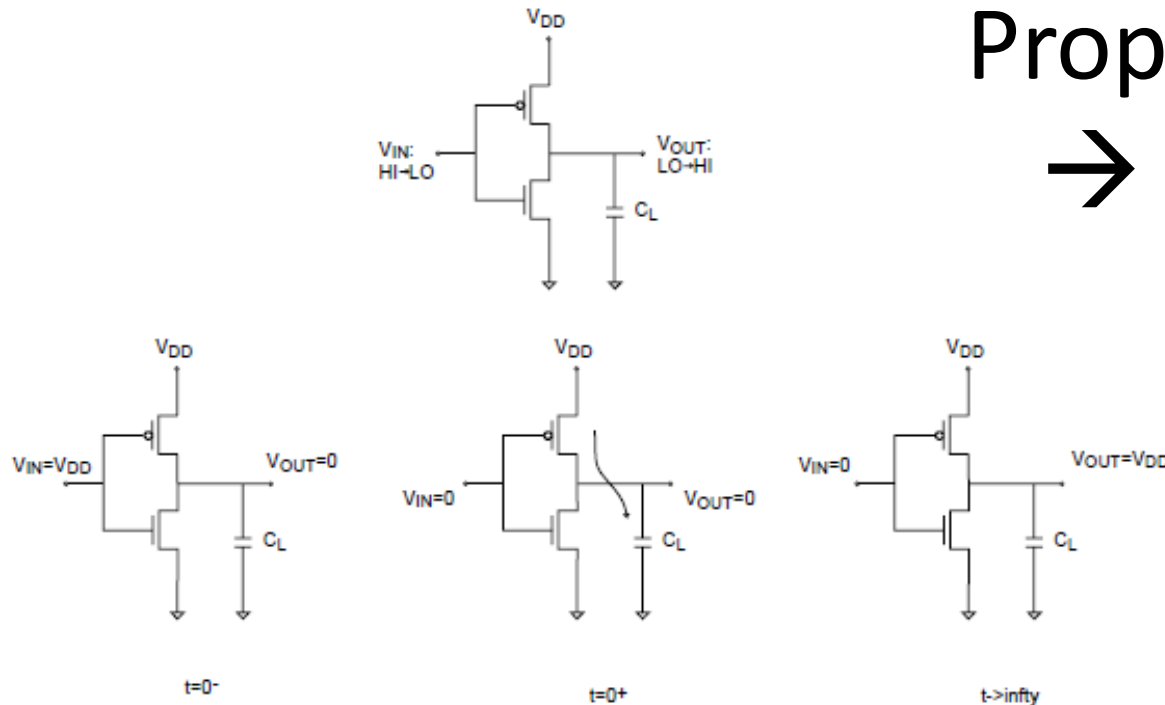 Prop
→
VDD
VIN:
HI→LO
VOUT:
LO→HI
CL
VDD
VIN=VDD
VOUT=0
CL
t=0-
VDD
VIN=0
VOUT=0
CL
t=0+
VDD
VIN=0
VOUT=VDD
CL
t->infty